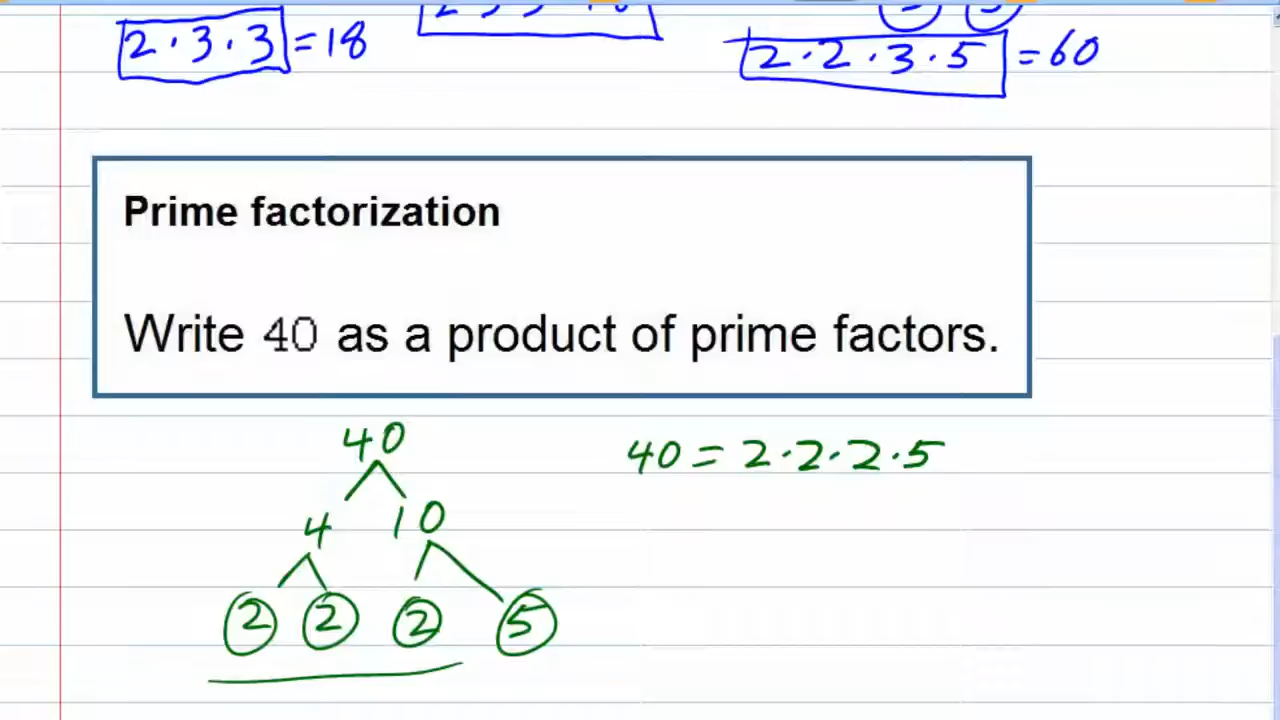 2·3·3 = 18
2·2·3·5 = 60
Prime factorization
Write 40 as a product of prime factors.
40 40 = 2·2·2·5
4 10
2 2 2 5